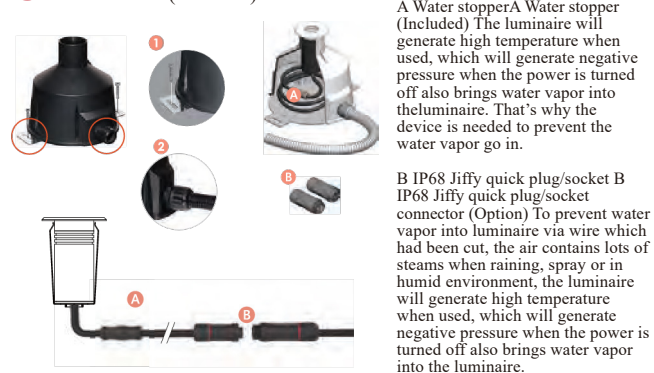 A Water stopperA Water stopper
(Included) The luminaire will
generate high temperature when
used, which will generate negative
pressure when the power is turned
off also brings water vapor into
theluminaire. That’s why the
device is needed to prevent the
water vapor go in.
B IP68 Jiffy quick plug/socket B
IP68 Jiffy quick plug/socket
connector (Option) To prevent water
vapor into luminaire via wire which
had been cut, the air contains lots of
steams when raining, spray or in
humid environment, the luminaire
will generate high temperature
when used, which will generate
negative pressure when the power is
turned off also brings water vapor
into the luminaire.
1
A
2
B
A
B